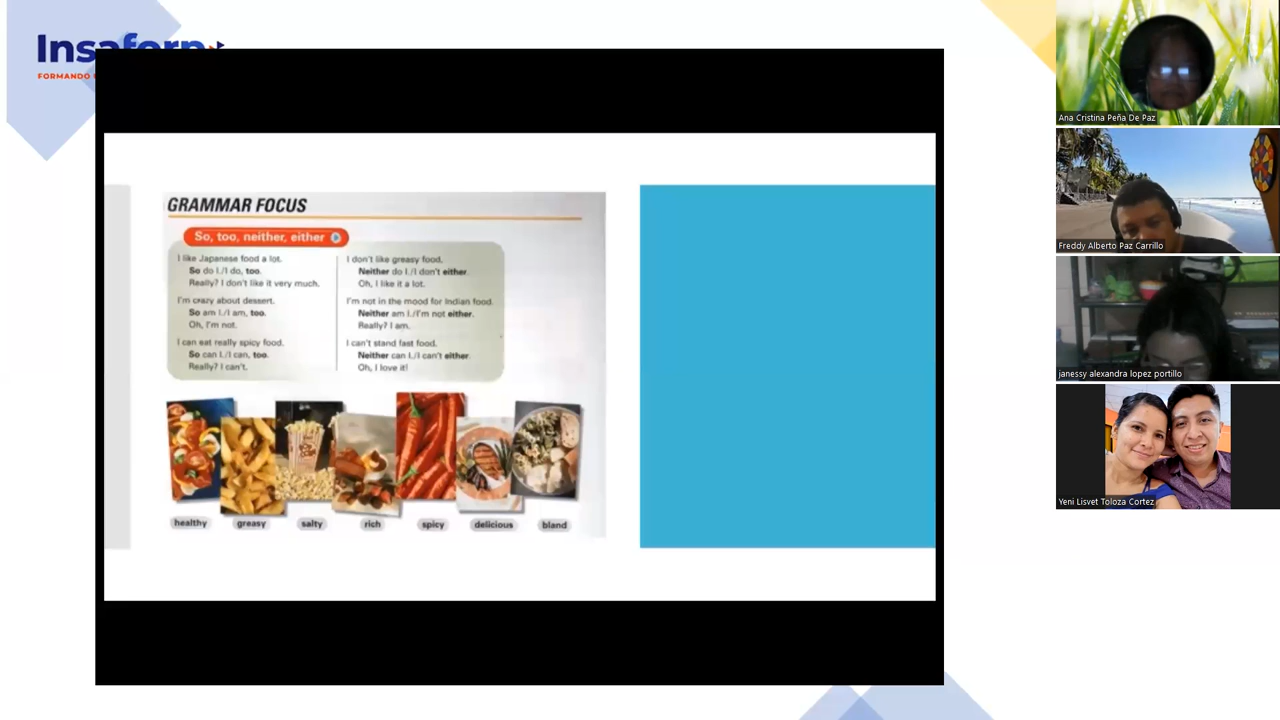 Insaforp
FORMANDO
GRAMMAR FOCUS
So, too, neither, either
I like Japanese food a lot.
So do I./I do, too.
Really? I don't like it very much.
I'm crazy about dessert.
So am I./I am, too.
Oh, I'm not.
I can eat really spicy food.
So can I./I can, too.
Really? I can't.
I don't like greasy food.
Neither do I./I don't either.
Oh, I like it a lot.
I'm not in the mood for Indian food.
Neither am I./I'm not either.
Really? I am.
I can't stand fast food.
Neither can I./I can't either.
Oh, I love it!
healthy
greasy
salty
rich
spicy
delicious
bland
Ana Cristina Peña De Paz
Freddy Alberto Paz Carrillo
janessy alexandra lopez portillo
Yeni Lisvet Toloza Cortez